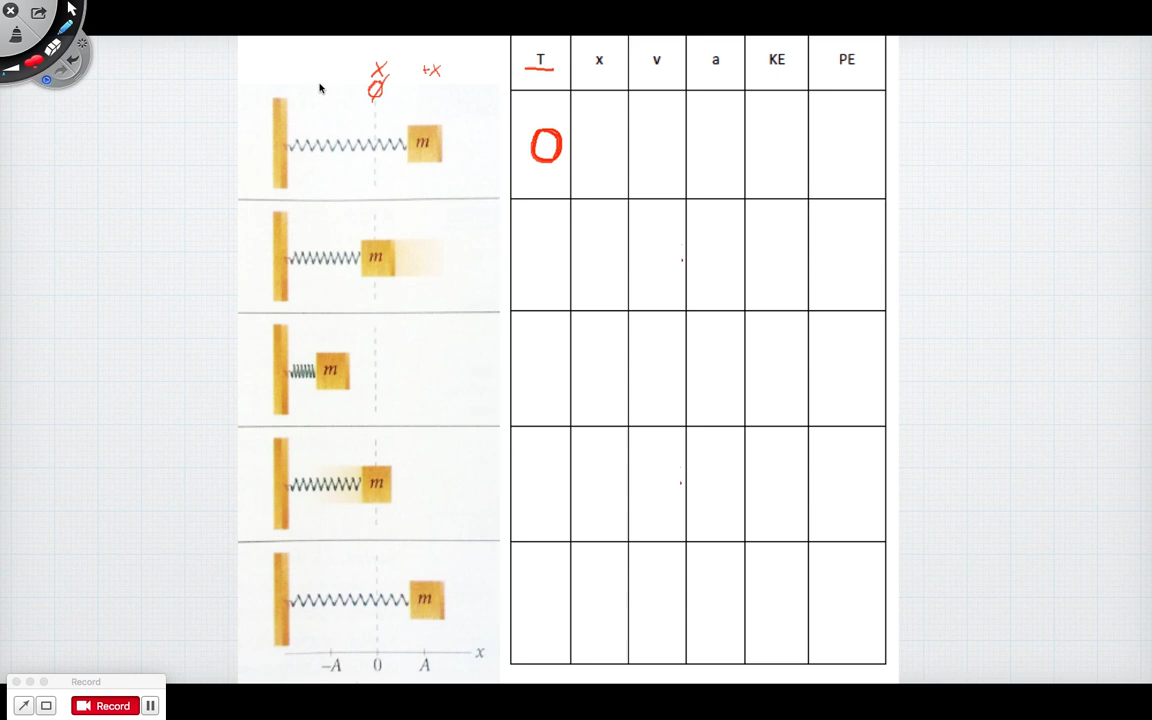 T x v a KE PE
X +X
0
m 0
m
m
m
m
−A 0 A x
Record
Record